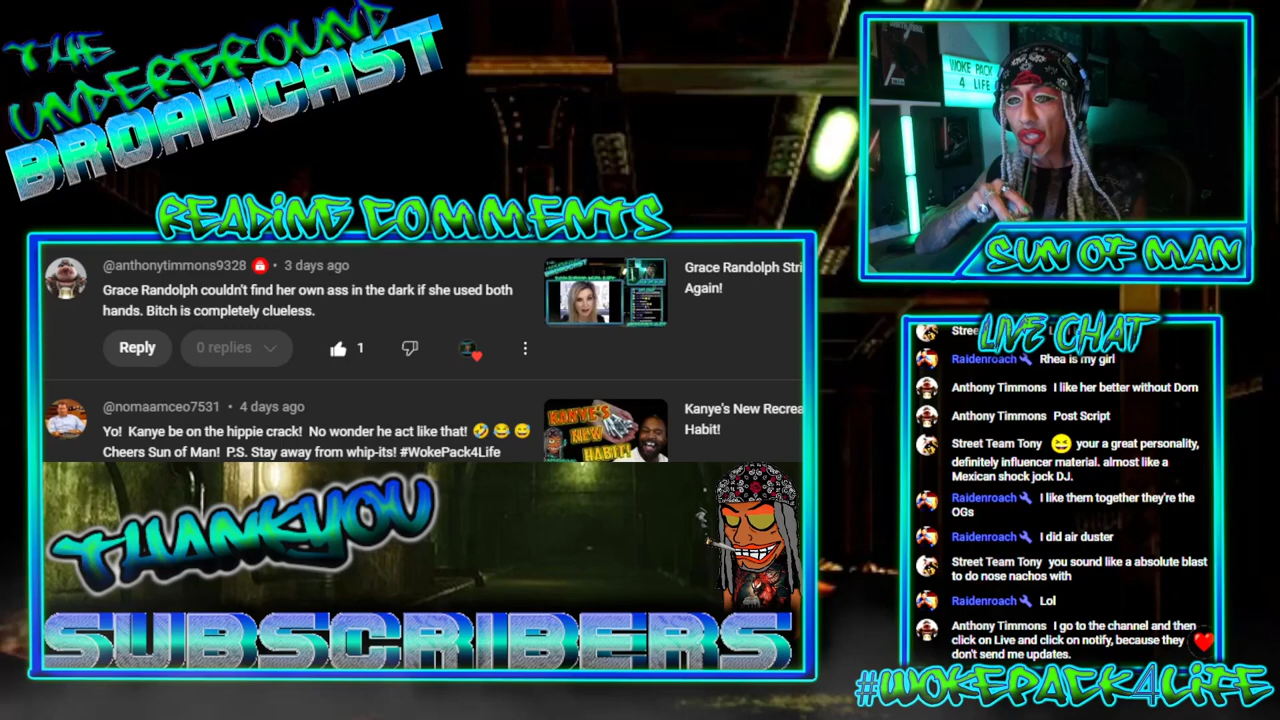 THE
UNDERGROUND
BROADCAST
READING COMMENTS
@anthonytimmons9328 • 3 days ago
Grace Randolph couldn't find her own ass in the dark if she used both
hands. Bitch is completely clueless.
Reply
0 replies
1
Grace Randolph Stri
Again!
@nomaamceo7531 • 4 days ago
Yo! Kanye be on the hippie crack! No wonder he act like that! 🤣 😂 😅
Cheers Sun of Man! P.S. Stay away from whip-its! #WokePack4Life
KANYE'S
NEW
HABIT!
Kanye's New Recrea
Habit!
THANK YOU
SUBSCRIBERS
WOKE PACK
4 LIFE
SUN OF MAN
LIVE CHAT
Stree
Raidenroach Rhea is my girl
Anthony Timmons I like her better without Dom
Anthony Timmons Post Script
Street Team Tony 😆 your a great personality,
definitely influencer material. almost like a
Mexican shock jock DJ.
Raidenroach I like them together they're the
OGs
Raidenroach I did air duster
Street Team Tony you sound like a absolute blast
to do nose nachos with
Raidenroach Lol
Anthony Timmons I go to the channel and then
click on Live and click on notify, because they
don't send me updates.
#WOKEPACK4LIFE